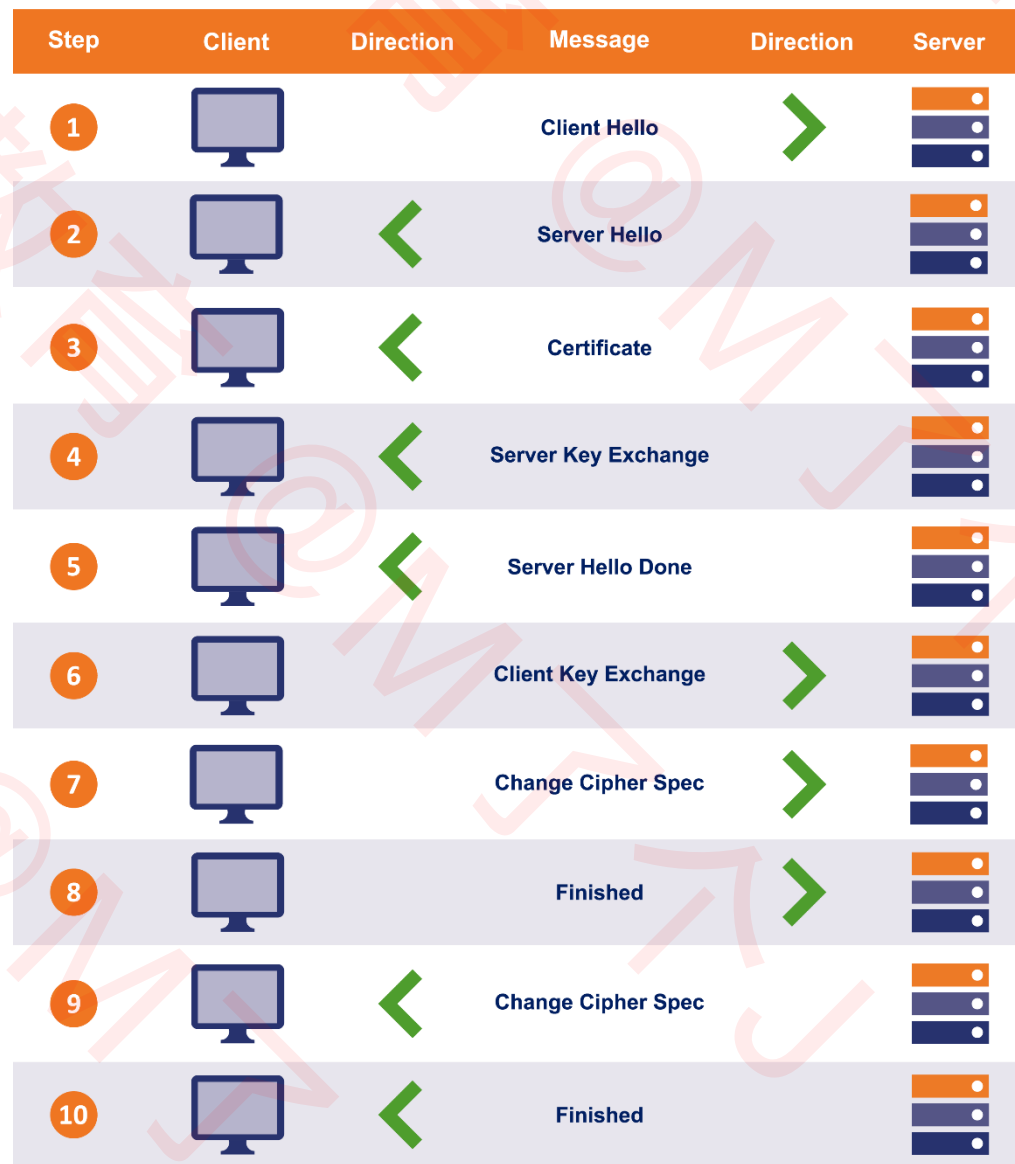 Step Client Direction Message Direction Server
1 Client Hello
2 Server Hello
3 Certificate
4 Server Key Exchange
5 Server Hello Done
6 Client Key Exchange
7 Change Cipher Spec
8 Finished
9 Change Cipher Spec
10 Finished